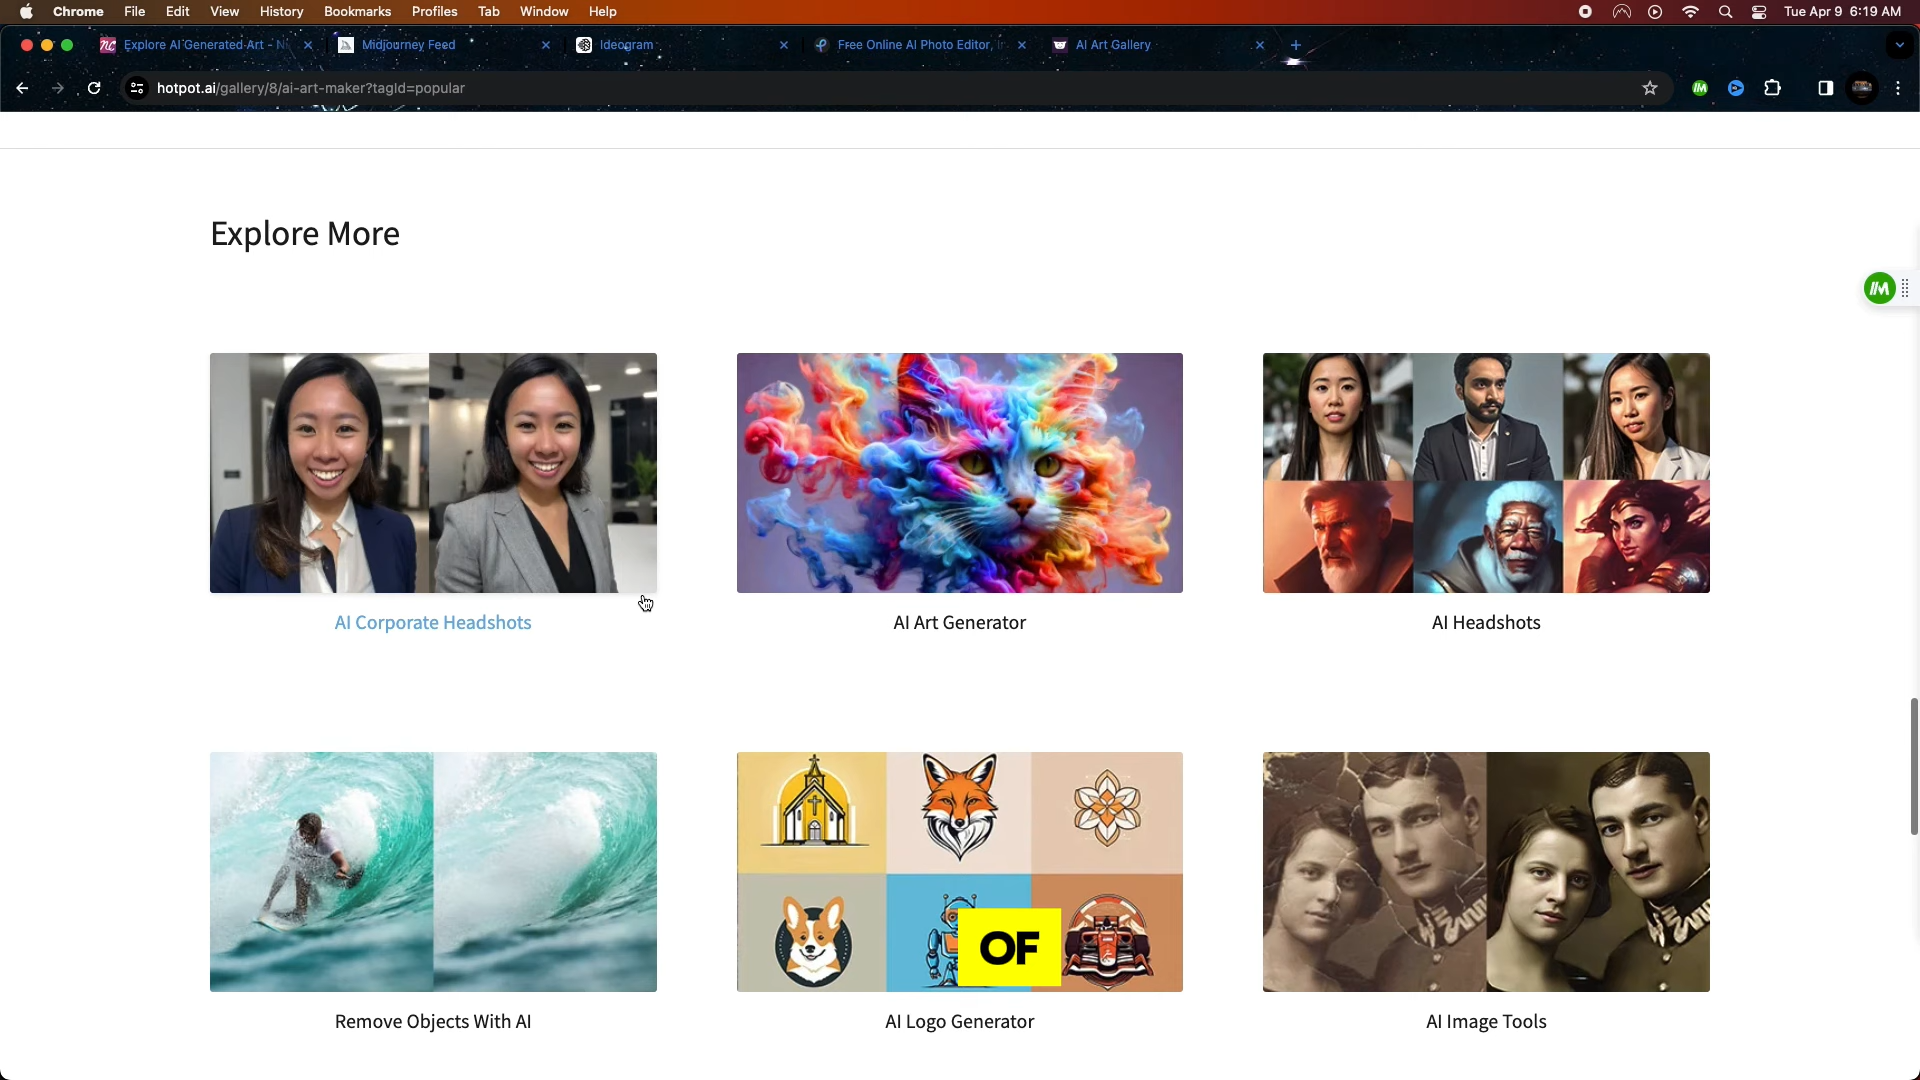 Chrome File Edit View History Bookmarks Profiles Tab Window Help Tue Apr 9 6:19 AM
Explore AI Generated Art - N Midjourney Feed Ideogram Free Online AI Photo Editor, AI Art Gallery
hotpot.ai/gallery/8/ai-art-maker?tagId=popular
Explore More
AI Corporate Headshots AI Art Generator AI Headshots
OF
Remove Objects With AI AI Logo Generator AI Image Tools